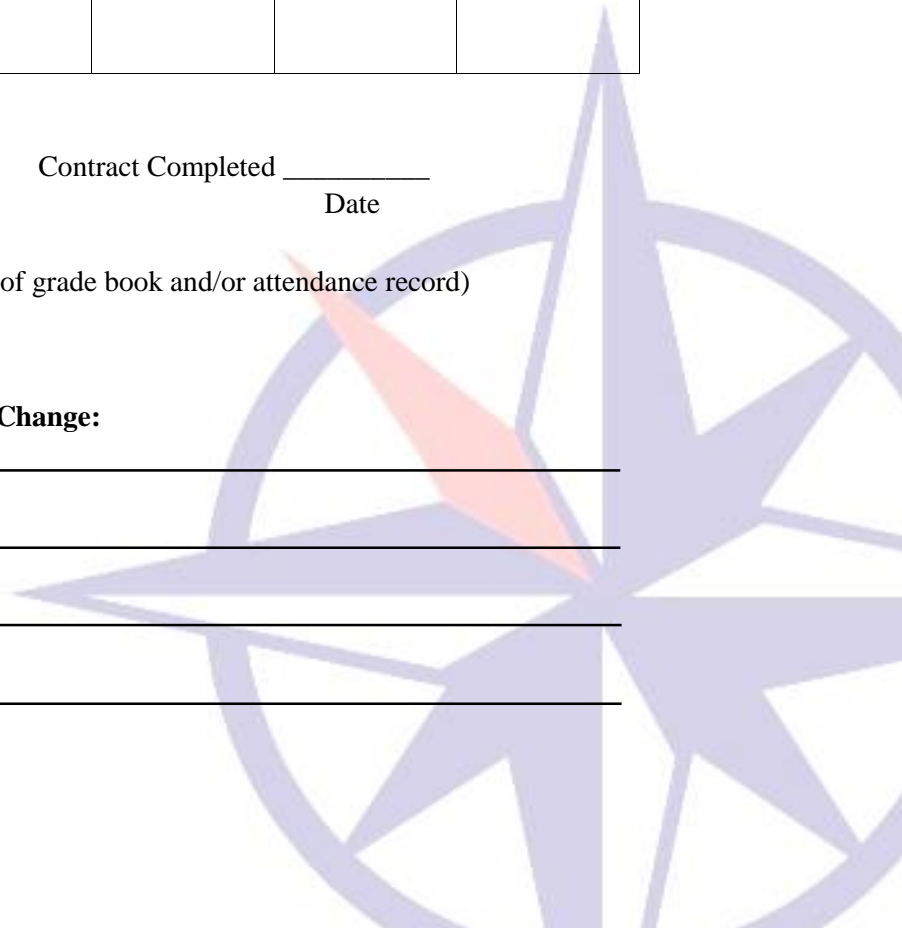 Contract Completed __________
Date
of grade book and/or attendance record)
Change: